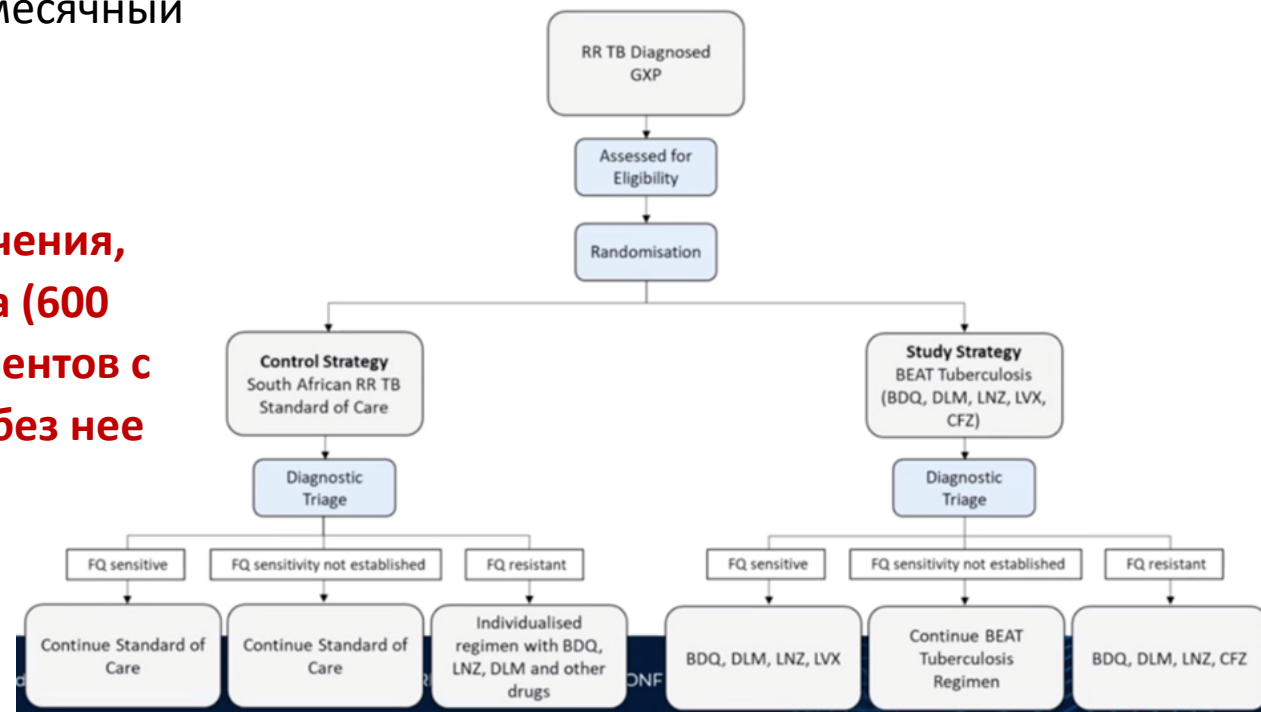 месячный
чения,
а (600
ентов с
без нее
RR TB Diagnosed
GXP
Assessed for
Eligibility
Randomisation
Control Strategy
South African RR TB
Standard of Care
Study Strategy
BEAT Tuberculosis
(BDQ, DLM, LNZ, LVX,
CFZ)
Diagnostic
Triage
Diagnostic
Triage
FQ sensitive
FQ sensitivity not established
FQ resistant
FQ sensitive
FQ sensitivity not established
FQ resistant
Continue Standard of
Care
Continue Standard of
Care
Individualised
regimen with BDQ,
LNZ, DLM and other
drugs
BDQ, DLM, LNZ, LVX
Continue BEAT
Tuberculosis
Regimen
BDQ, DLM, LNZ, CFZ
ONF